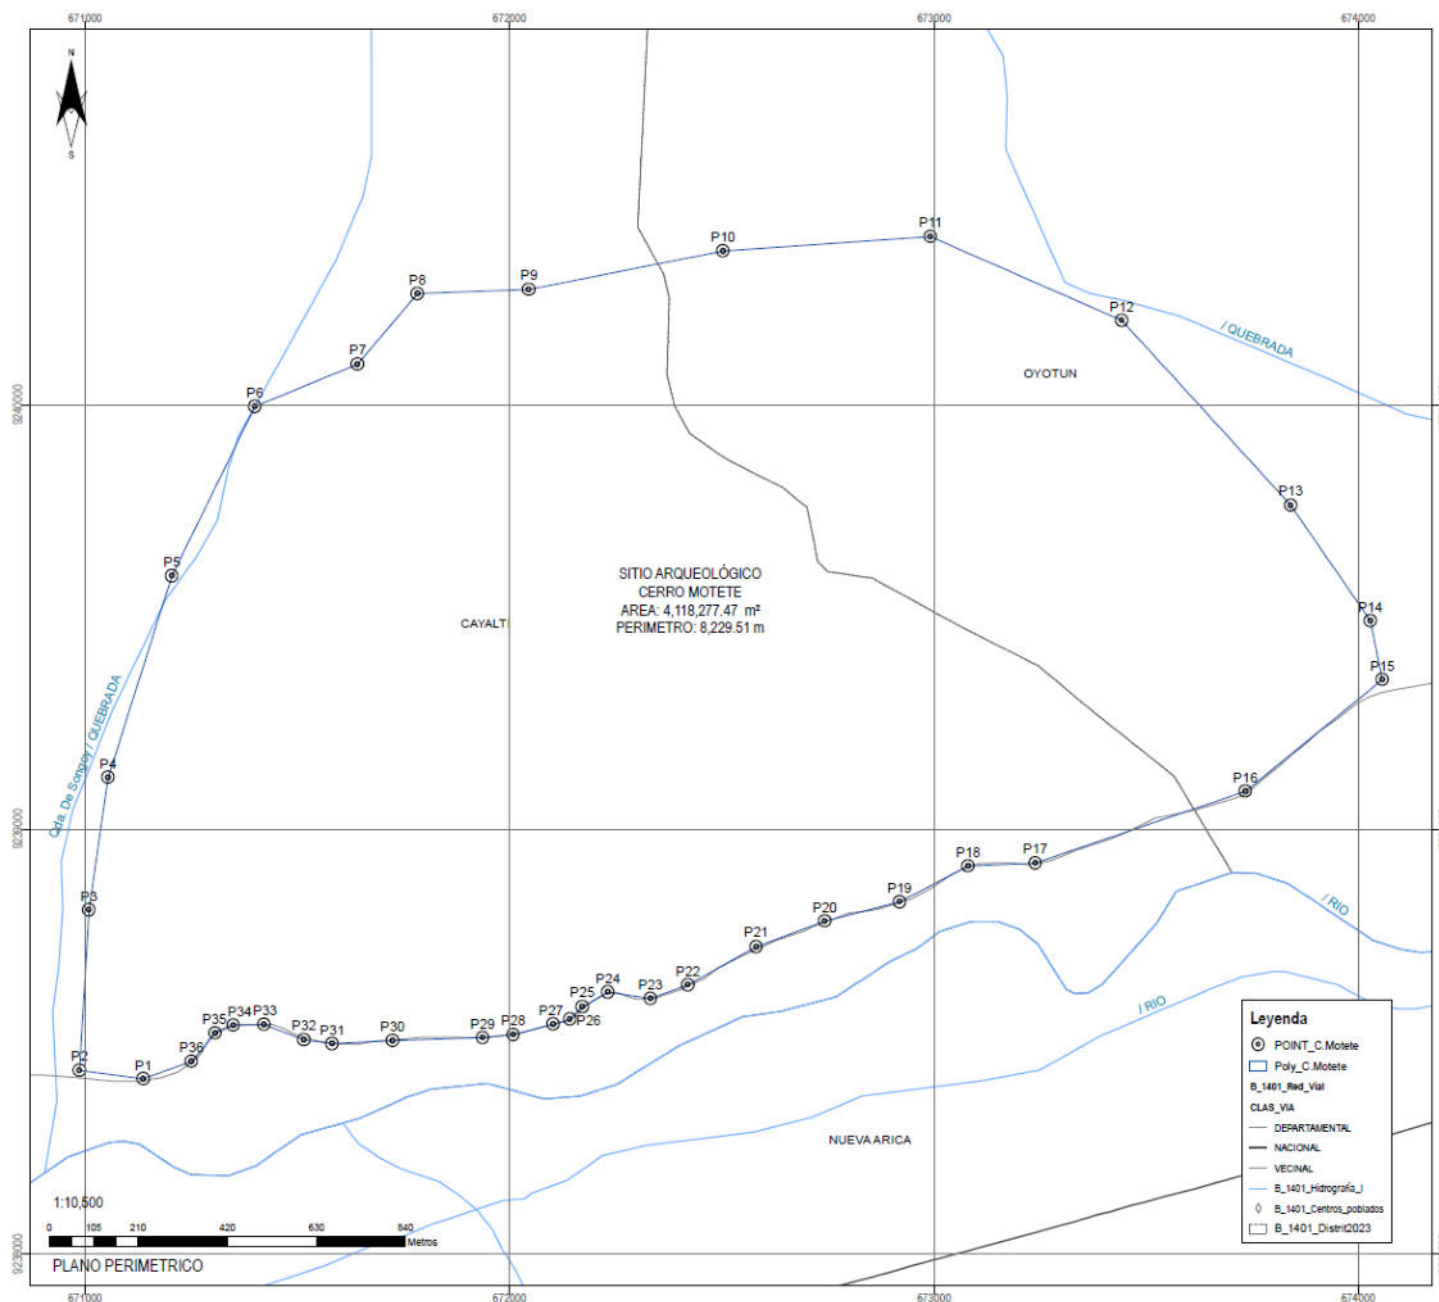 671000
672000
673000
674000
N
S
P11
P10
P8
P9
P12
/ QUEBRADA
P7
OYOTUN
P6
9240000
P13
P5
SITIO ARQUEOLÓGICO
CERRO MOTETE
AREA: 4,118,277.47 m²
PERIMETRO: 8,229.51 m
CAYALTI
P14
P15
Qda. De Songoy / QUEBRADA
P4
P16
9239000
P18
P17
P3
P19
/ RIO
P20
P21
P22
P24
P23
P25
/ RIO
P27
P26
P35
P34
P33
P32
P31
P30
P29
P28
P36
P2
P1
NUEVA ARICA
Leyenda
POINT_C.Motete
Poly_C.Motete
B_1401_Red_Vial
CLAS_VIA
DEPARTAMENTAL
NACIONAL
VECINAL
B_1401_Hidrografía_l
B_1401_Centros_poblados
B_1401_Distrit2023
1:10,500
0 105 210 420 630 840
Metros
9238000
PLANO PERIMETRICO
671000
672000
673000
674000